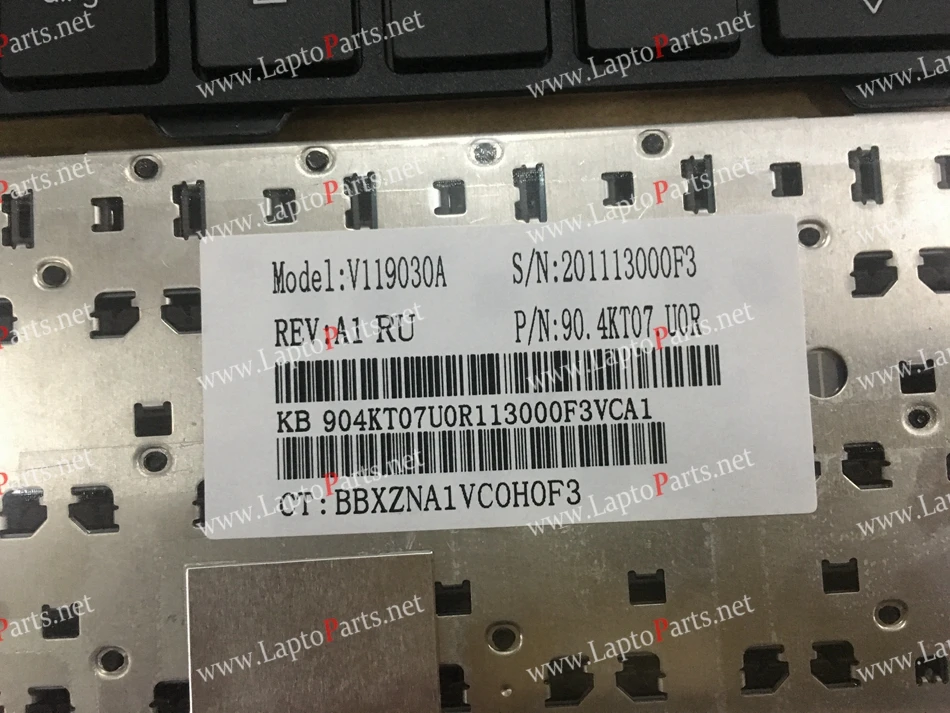 Model:V119030A S/N:201113000F3
REV:A1 RU P/N:90.4KT07.U0R
KB 904KT07U0R113000F3VCA1
CT:BBXZNA1VC0H0F3
www.LaptoParts.net